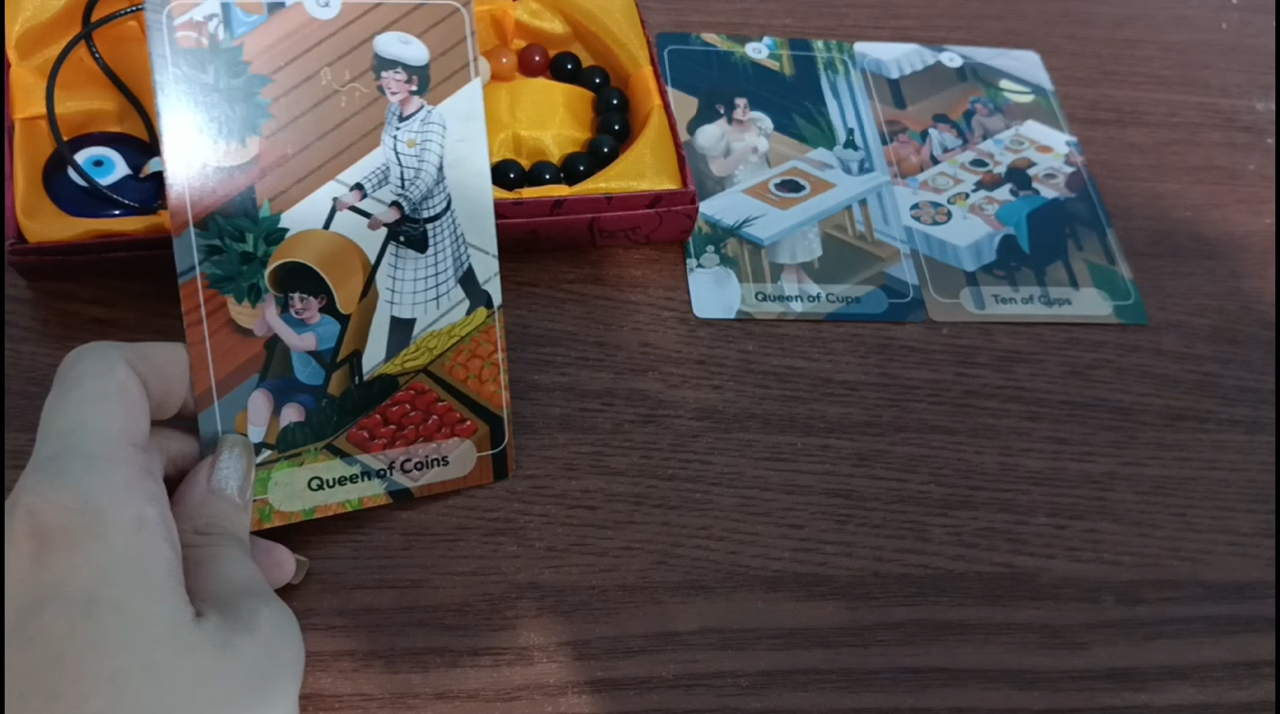 Q
Queen of Coins
Q
Queen of Cups
Ten of Cups